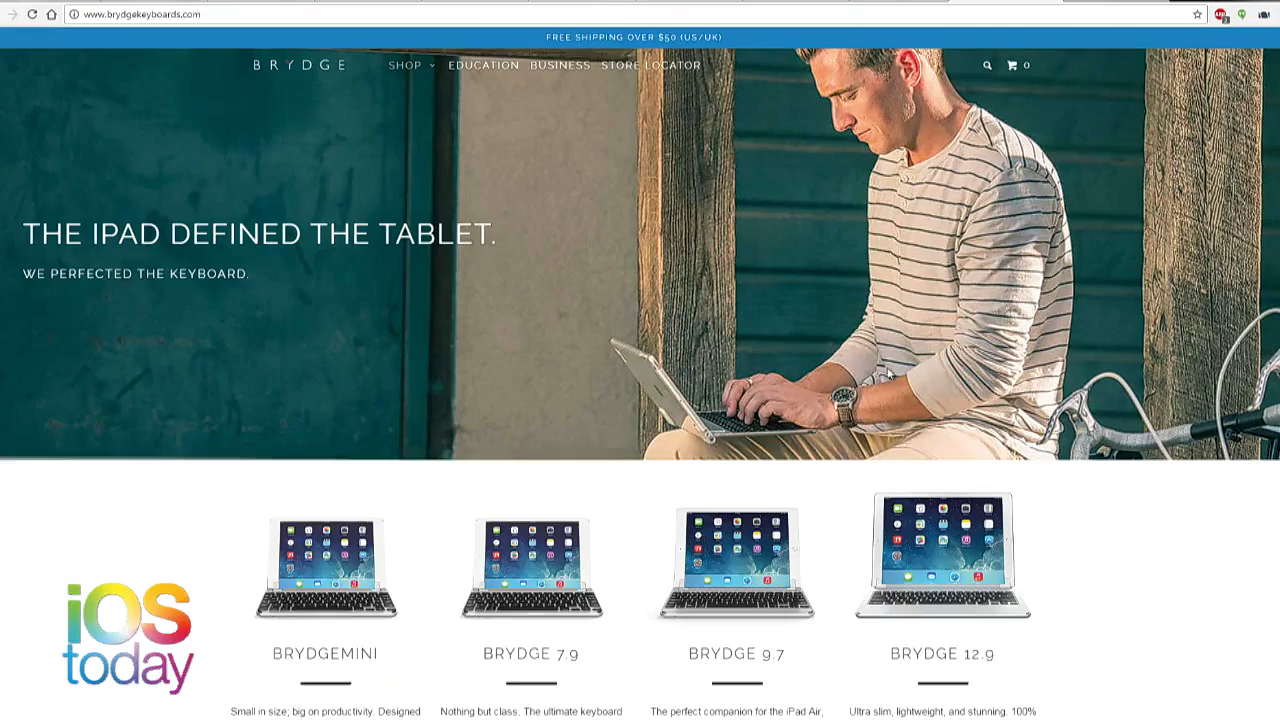 www.brydgekeyboards.com
FREE SHIPPING OVER $50 (US/UK)
BRYDGE SHOP EDUCATION BUSINESS STORE LOCATOR 0
THE IPAD DEFINED THE TABLET.
WE PERFECTED THE KEYBOARD.
iOS
today
BRYDGEMINI
BRYDGE 7.9
BRYDGE 9.7
BRYDGE 12.9
Small in size; big on productivity. Designed
Nothing but class. The ultimate keyboard
The perfect companion for the iPad Air,
Ultra slim, lightweight, and stunning. 100%